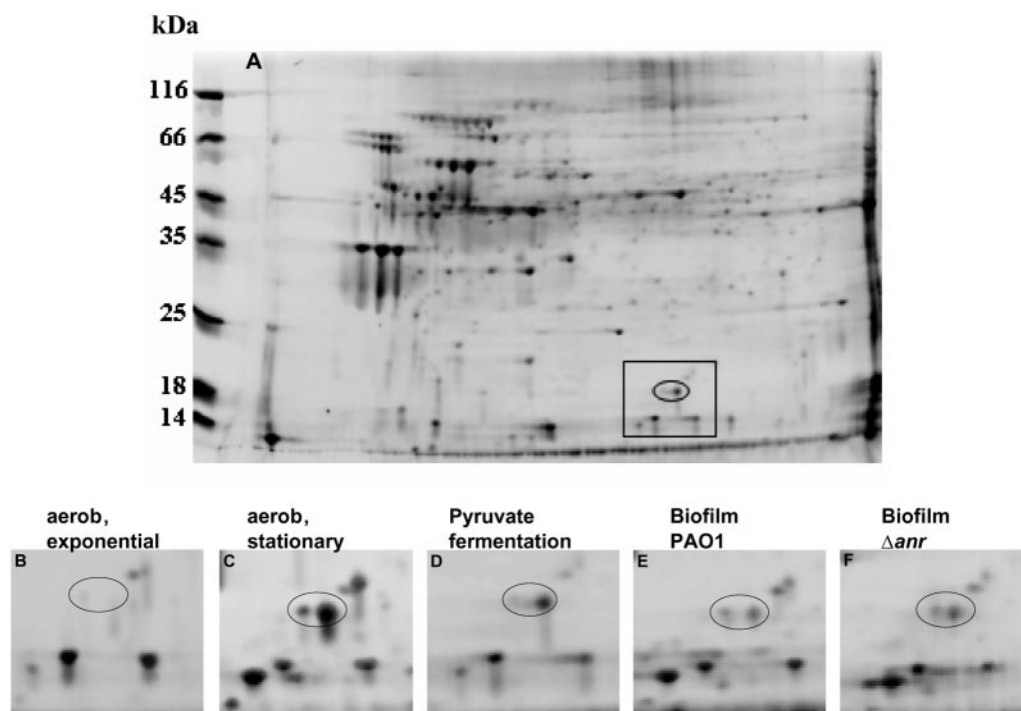 kDa
A
116
66
45
35
25
18
14
aerob,
exponential
aerob,
stationary
Pyruvate
fermentation
Biofilm
PAO1
Biofilm
Δanr
B
C
D
E
F